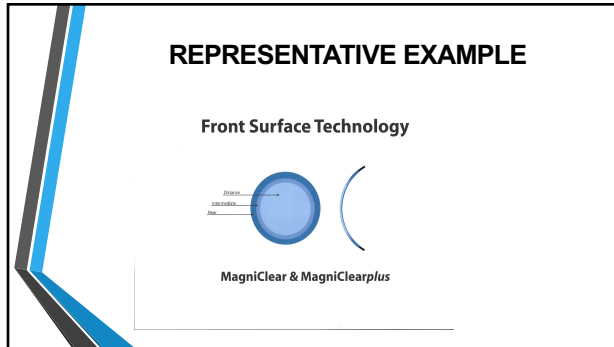 REPRESENTATIVE EXAMPLE
Front Surface Technology
Distance
Intermediate
Near
MagniClear & MagniClearplus